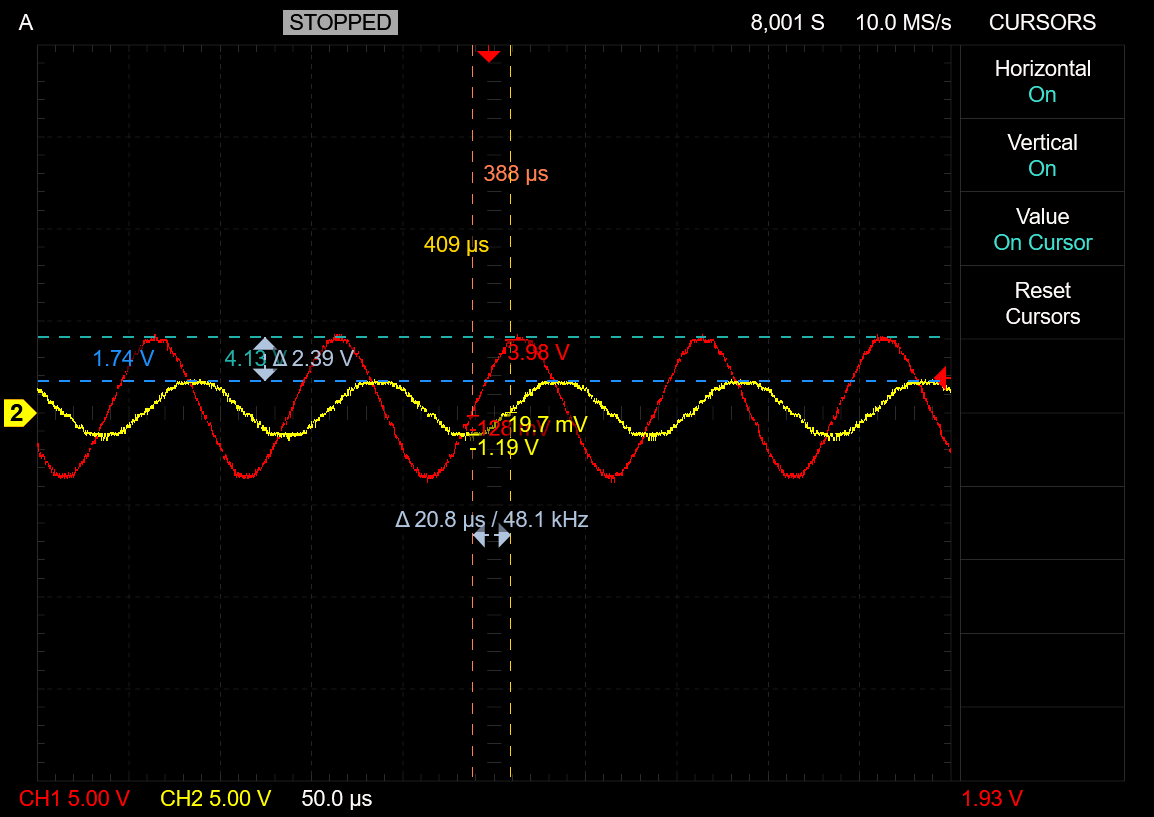 A
STOPPED
8,001 S
10.0 MS/s
CURSORS
Horizontal
On
Vertical
On
Value
On Cursor
Reset
Cursors
388 µs
409 µs
1.74 V
4.13 V
Δ 2.39 V
3.98 V
2
-128 mV
19.7 mV
-1.19 V
Δ 20.8 µs / 48.1 kHz
CH1 5.00 V
CH2 5.00 V
50.0 µs
1.93 V